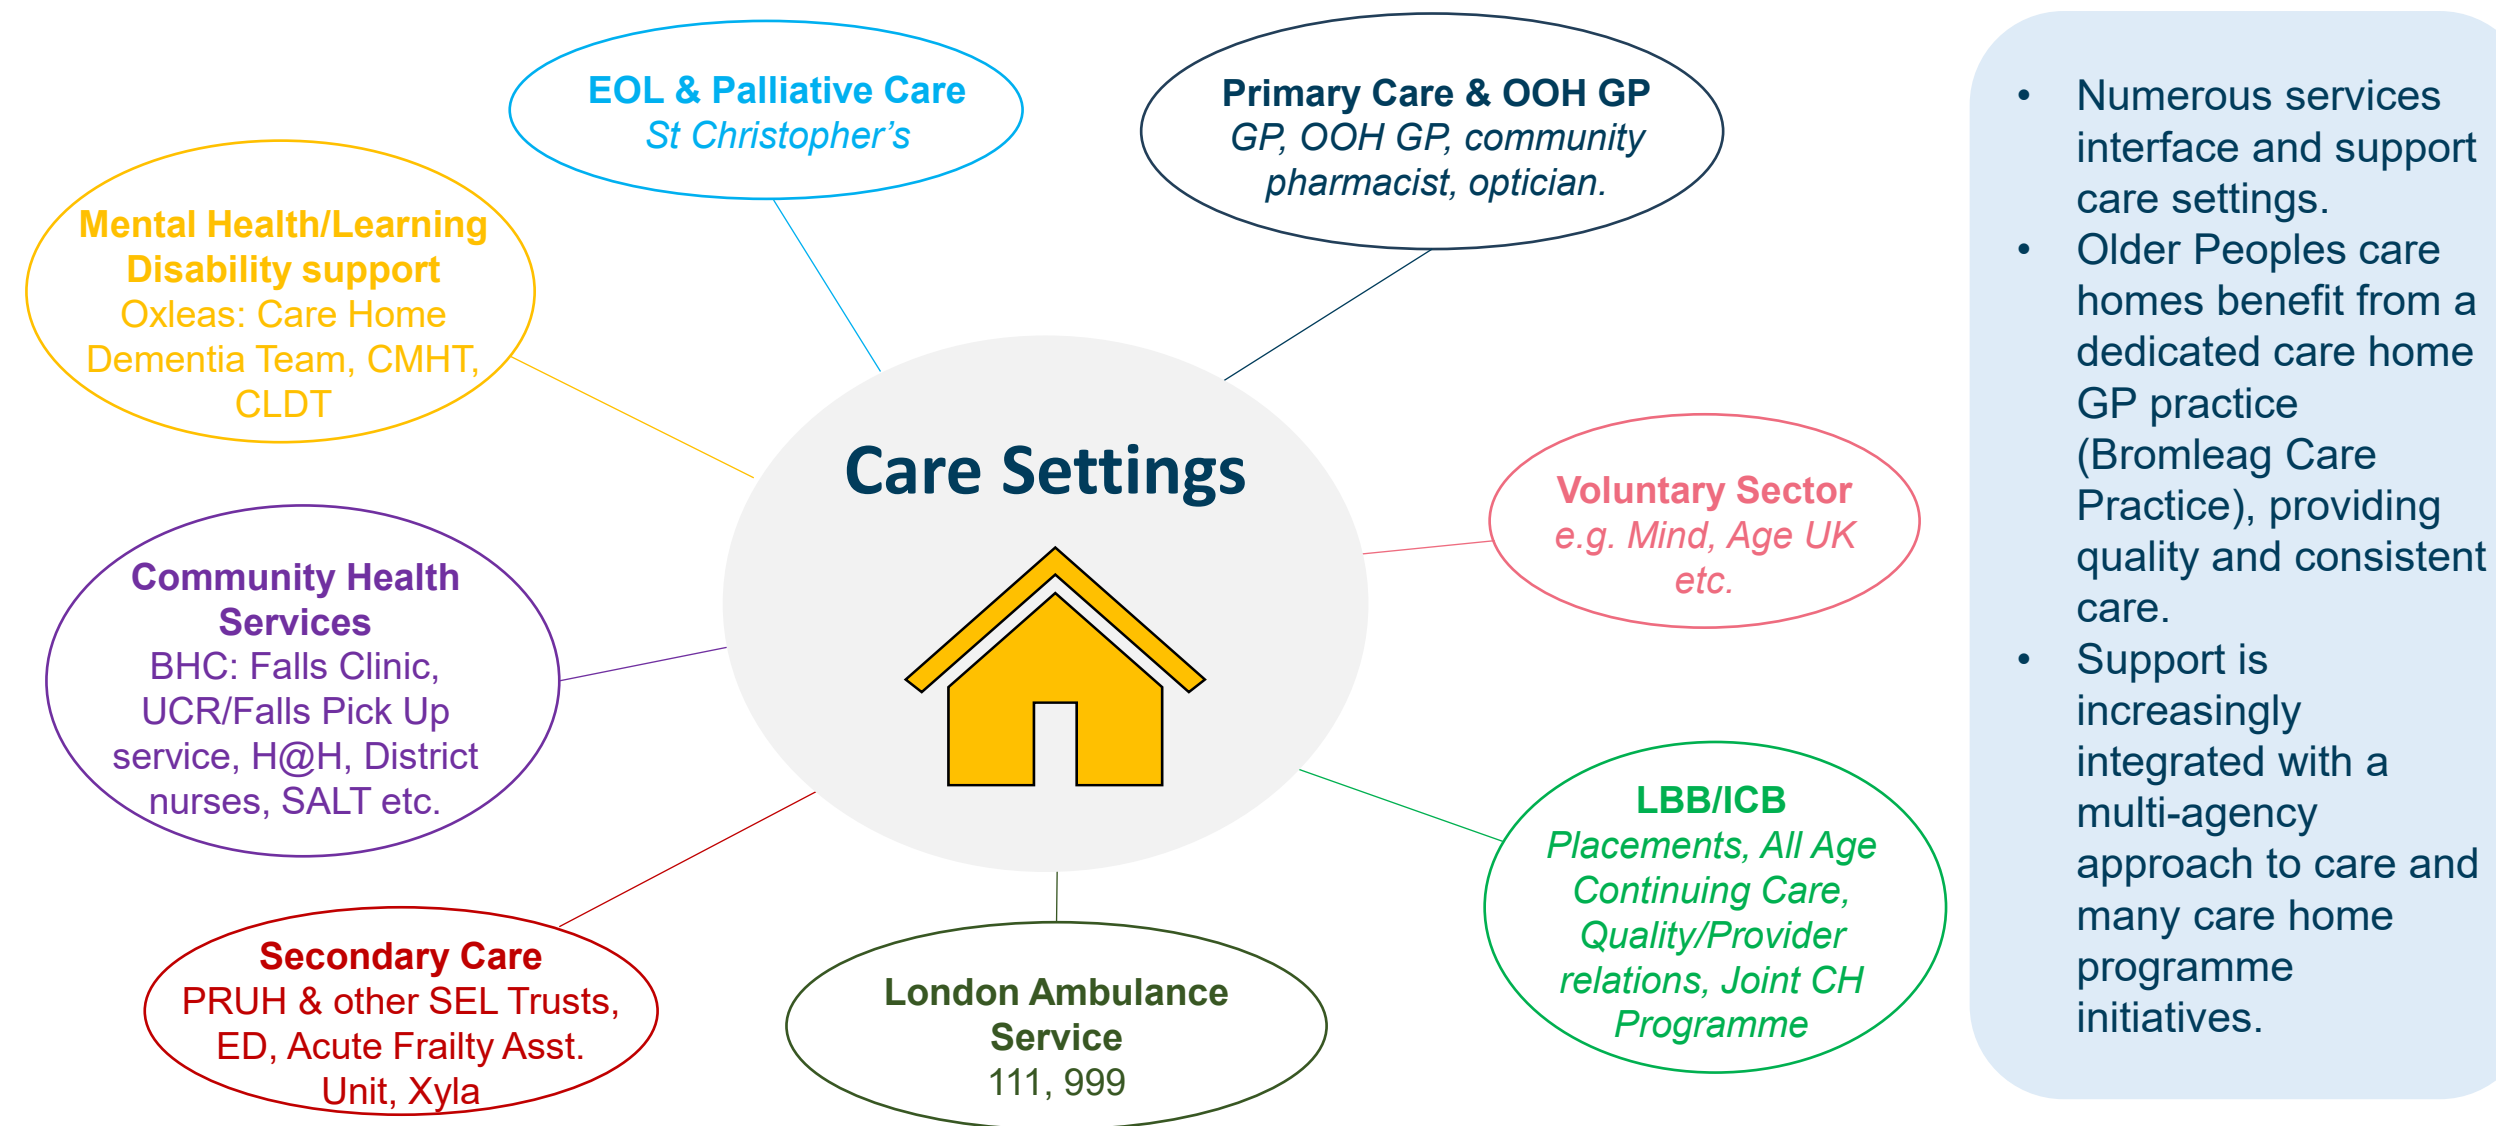 EOL & Palliative Care
St Christopher’s
Primary Care & OOH GP
GP, OOH GP, community
pharmacist, optician.
Mental Health/Learning
Disability support
Oxleas: Care Home
Dementia Team, CMHT,
CLDT
Care Settings
Voluntary Sector
e.g. Mind, Age UK
etc.
Community Health
Services
BHC: Falls Clinic,
UCR/Falls Pick Up
service, H@H, District
nurses, SALT etc.
LBB/ICB
Placements, All Age
Continuing Care,
Quality/Provider
relations, Joint CH
Programme
Secondary Care
PRUH & other SEL Trusts,
ED, Acute Frailty Asst.
Unit, Xyla
London Ambulance
Service
111, 999
• Numerous services
interface and support
care settings.
• Older Peoples care
homes benefit from a
dedicated care home
GP practice
(Bromleag Care
Practice), providing
quality and consistent
care.
• Support is
increasingly
integrated with a
multi-agency
approach to care and
many care home
programme
initiatives.